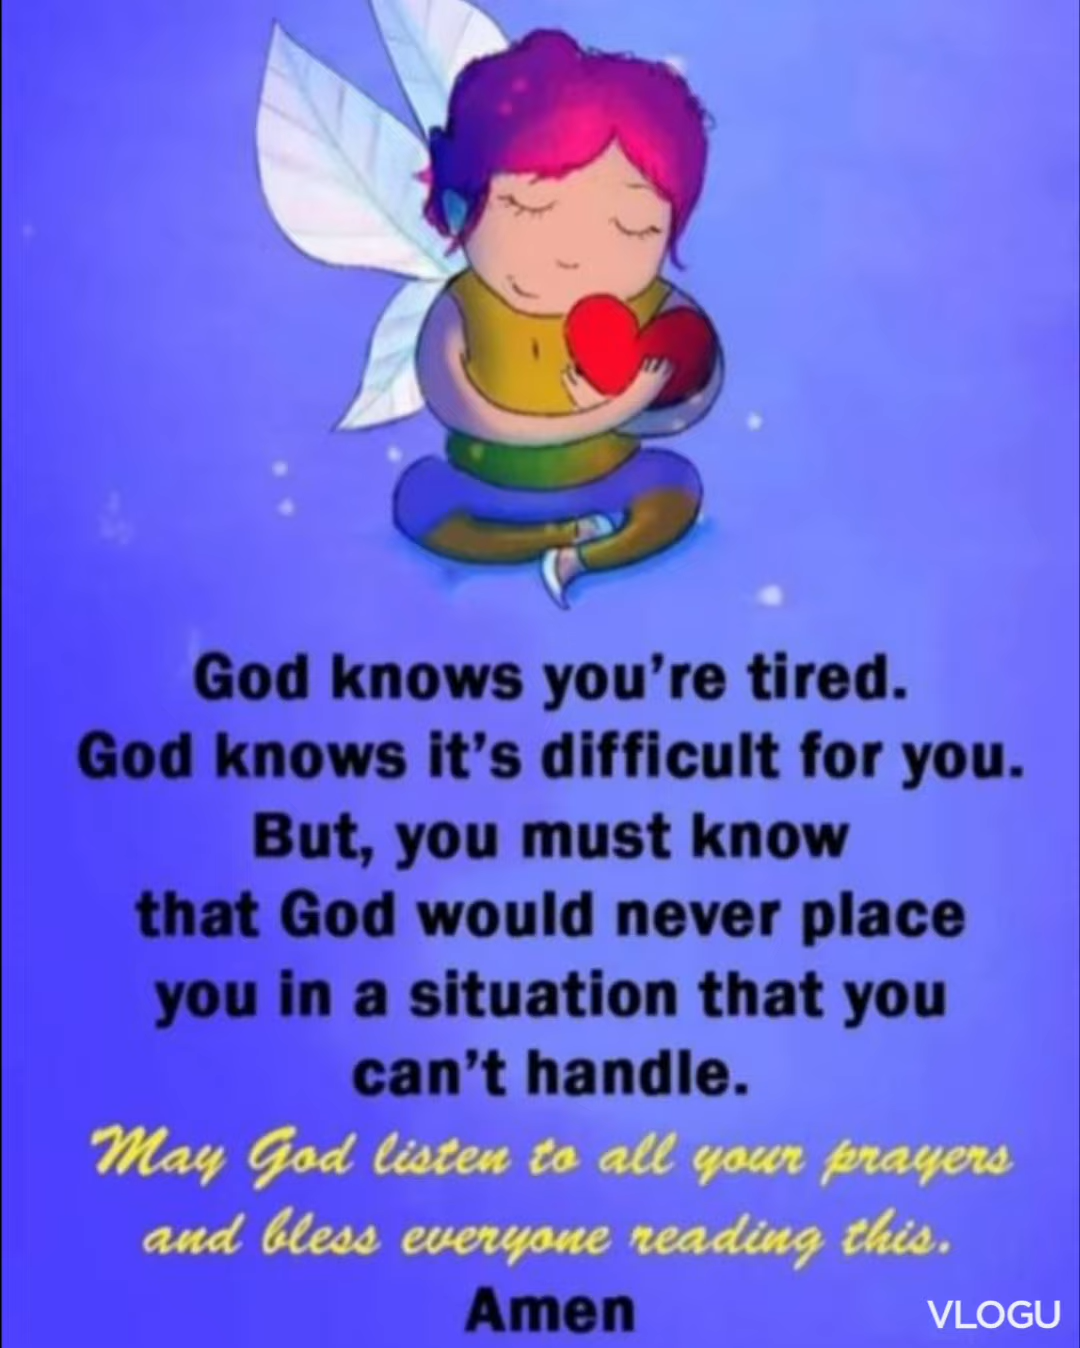 God knows you're tired.
God knows it's difficult for you.
But, you must know
that God would never place
you in a situation that you
can't handle.
May God listen to all your prayers
and bless everyone reading this.
Amen
VLOGU